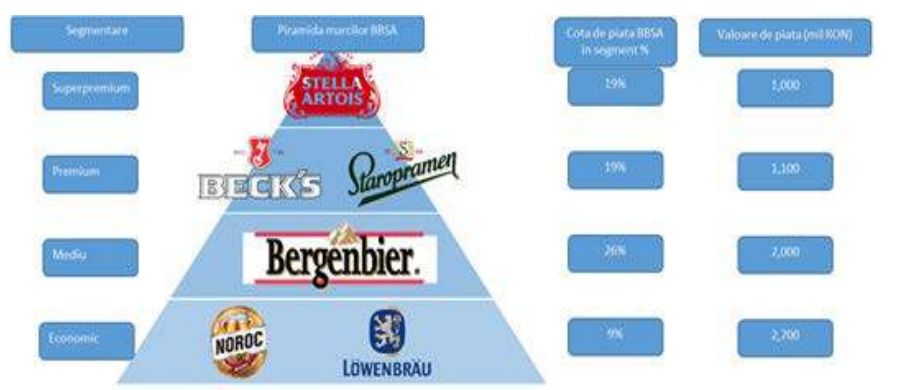 Segmentare
Piramida marcilor BBSA
Cota de piata BBSA
in segment %
Valoare de piata (mil RON)
Superpremium
STELLA
ARTOIS
19%
1,000
Premium
BECK'S
Staropramen
19%
1,100
Mediu
Bergenbier.
26%
2,000
Economic
NOROC
LÖWENBRÄU
9%
2,200